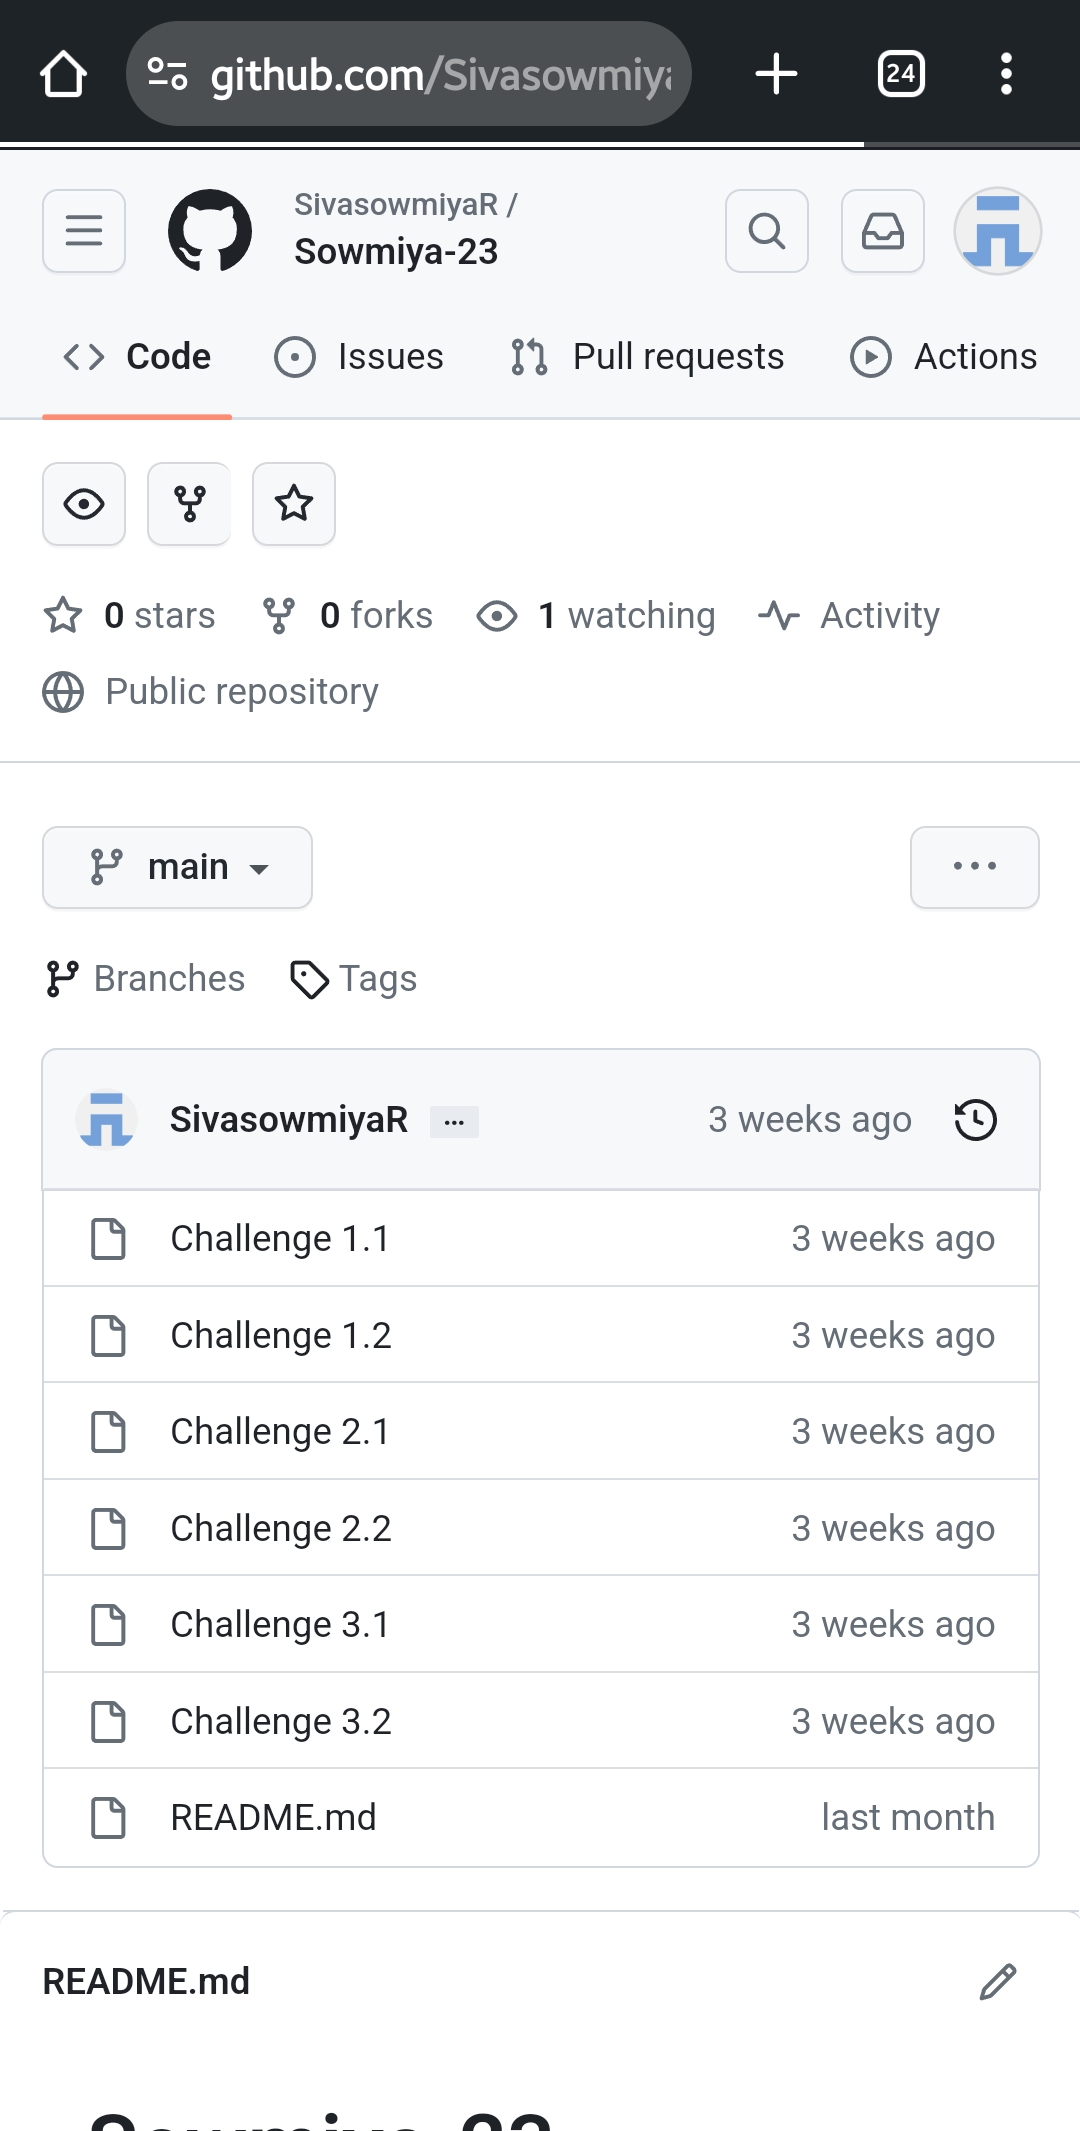 github.com/Sivasowmiya
24
SivasowmiyaR /
Sowmiya-23
Code Issues Pull requests Actions
0 stars 0 forks 1 watching Activity
Public repository
main
Branches Tags
SivasowmiyaR ... 3 weeks ago
Challenge 1.1 3 weeks ago
Challenge 1.2 3 weeks ago
Challenge 2.1 3 weeks ago
Challenge 2.2 3 weeks ago
Challenge 3.1 3 weeks ago
Challenge 3.2 3 weeks ago
README.md last month
README.md
Sowmiya-23